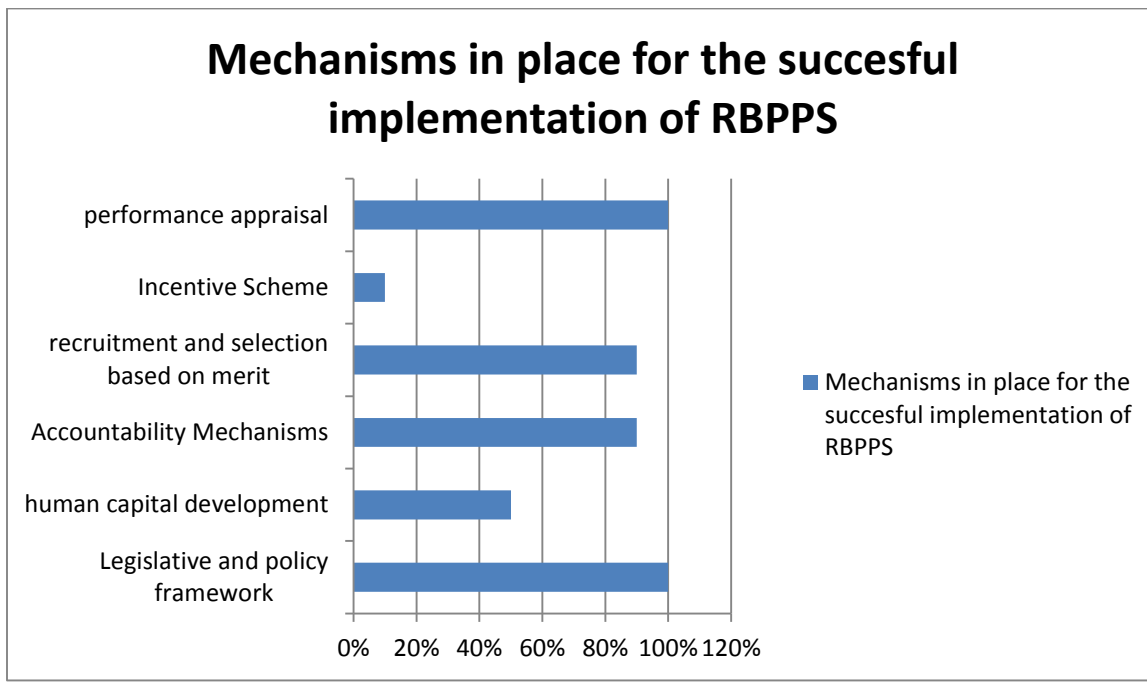 Mechanisms in place for the succesful
implementation of RBPPS
performance appraisal
Incentive Scheme
recruitment and selection
based on merit
Accountability Mechanisms
human capital development
Legislative and policy
framework
0% 20% 40% 60% 80% 100% 120%
Mechanisms in place for the
succesful implementation of
RBPPS